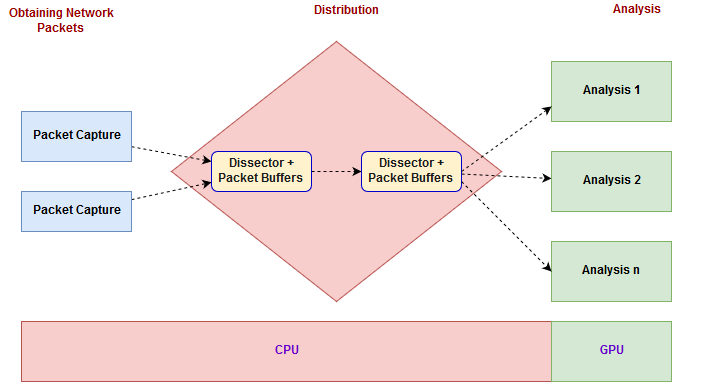 Obtaining Network
Packets
Distribution
Analysis
Packet Capture
Packet Capture
Dissector +
Packet Buffers
Dissector +
Packet Buffers
Analysis 1
Analysis 2
Analysis n
CPU
GPU